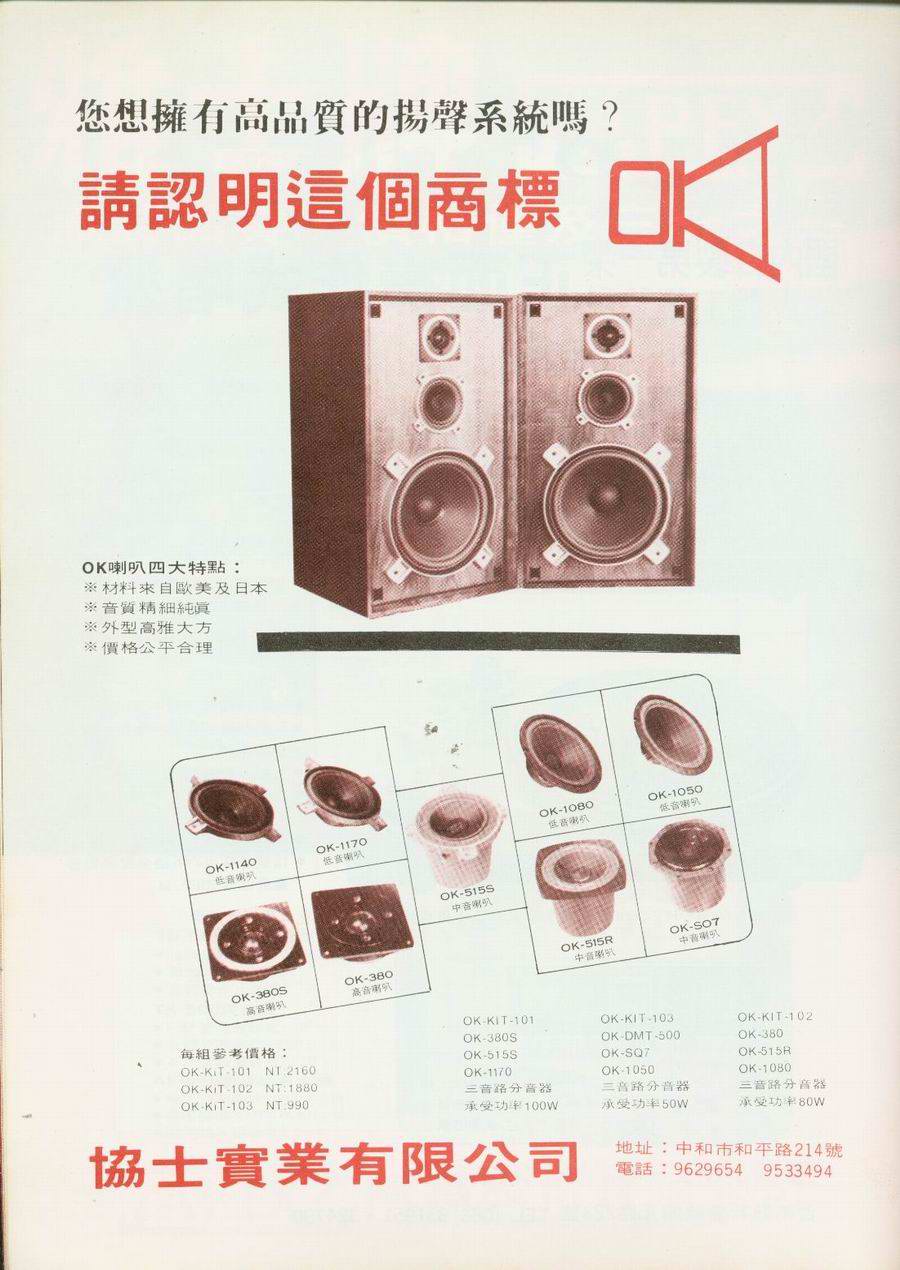 您想擁有高品質的揚聲系統嗎？
請認明這個商標
OK
OK喇叭四大特點：
※材料來自歐美及日本
※音質精細純真
※外型高雅大方
※價格公平合理
OK-1140
低音喇叭
OK-1170
低音喇叭
OK-380S
高音喇叭
OK-380
高音喇叭
OK-515S
中音喇叭
OK-1080
低音喇叭
OK-1050
低音喇叭
OK-515R
中音喇叭
OK-SQ7
中音喇叭
每組參考價格：
OK-KiT-101 NT:2160
OK-KiT-102 NT:1880
OK-KiT-103 NT:990
OK-KIT-101
OK-380S
OK-515S
OK-1170
三音路分音器
承受功率100W
OK-KIT-103
OK-DMT-500
OK-SQ7
OK-1050
三音路分音器
承受功率50W
OK-KIT-102
OK-380
OK-515R
OK-1080
三音路分音器
承受功率80W
協士實業有限公司
地址：中和市和平路214號
電話：9629654 9533494